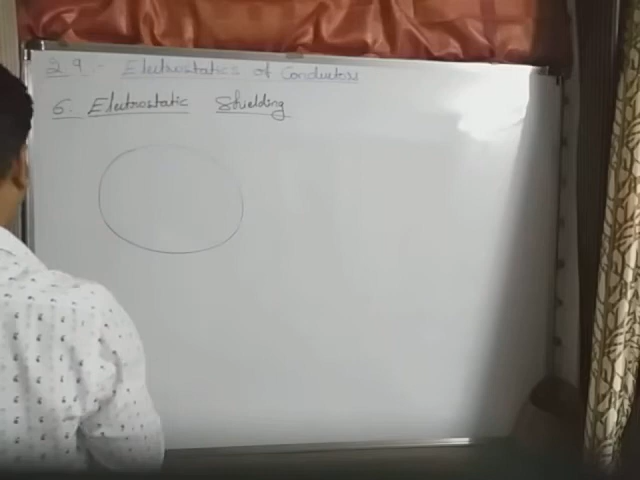 2.9 :- Electrostatics of Conductors
6. Electrostatic Shielding